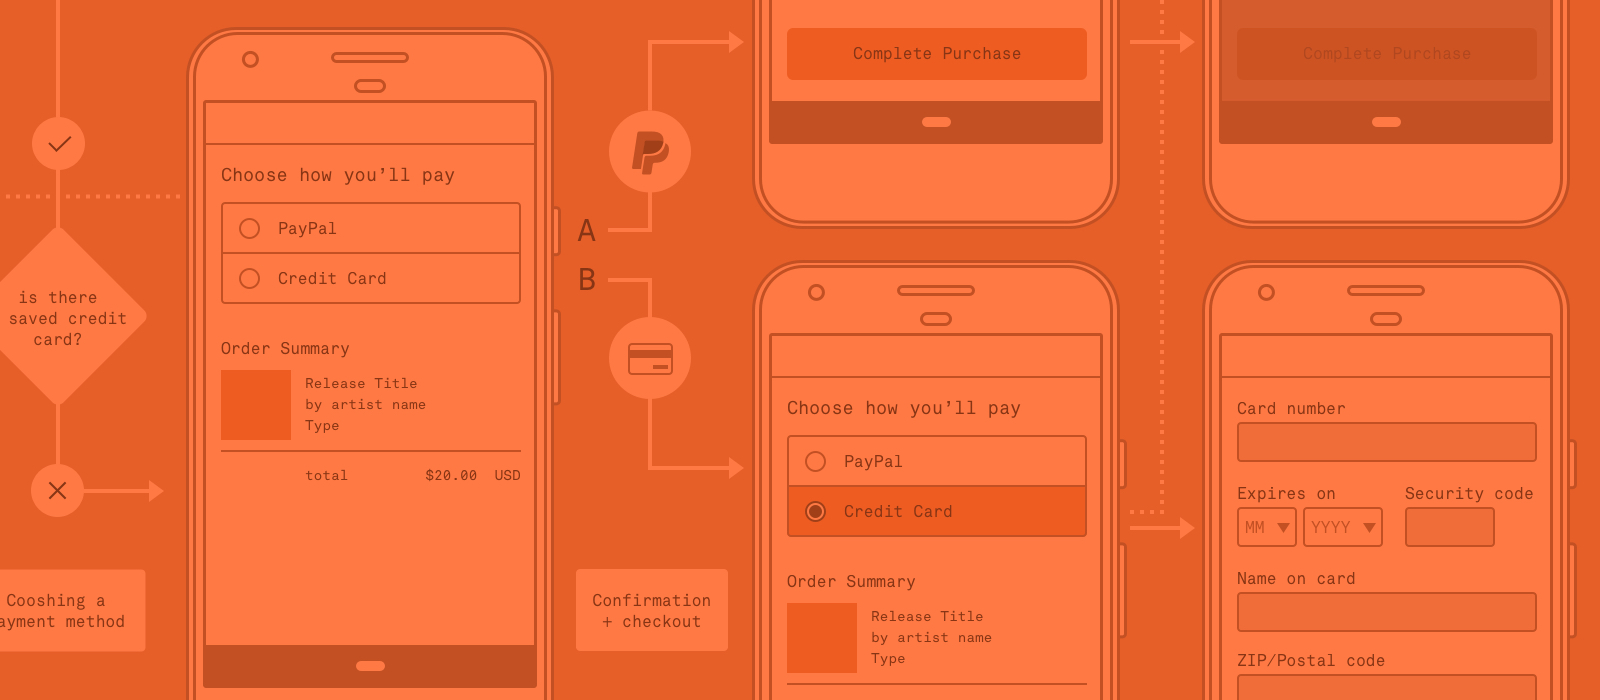 is there
saved credit
card?
Cooshing a
ayment method
Choose how you’ll pay
PayPal
Credit Card
Order Summary
Release Title
by artist name
Type
total $20.00 USD
A
B
Confirmation
+ checkout
Complete Purchase
Choose how you’ll pay
PayPal
Credit Card
Order Summary
Release Title
by artist name
Type
Complete Purchase
Card number
Expires on Security code
MM YYYY
Name on card
ZIP/Postal code